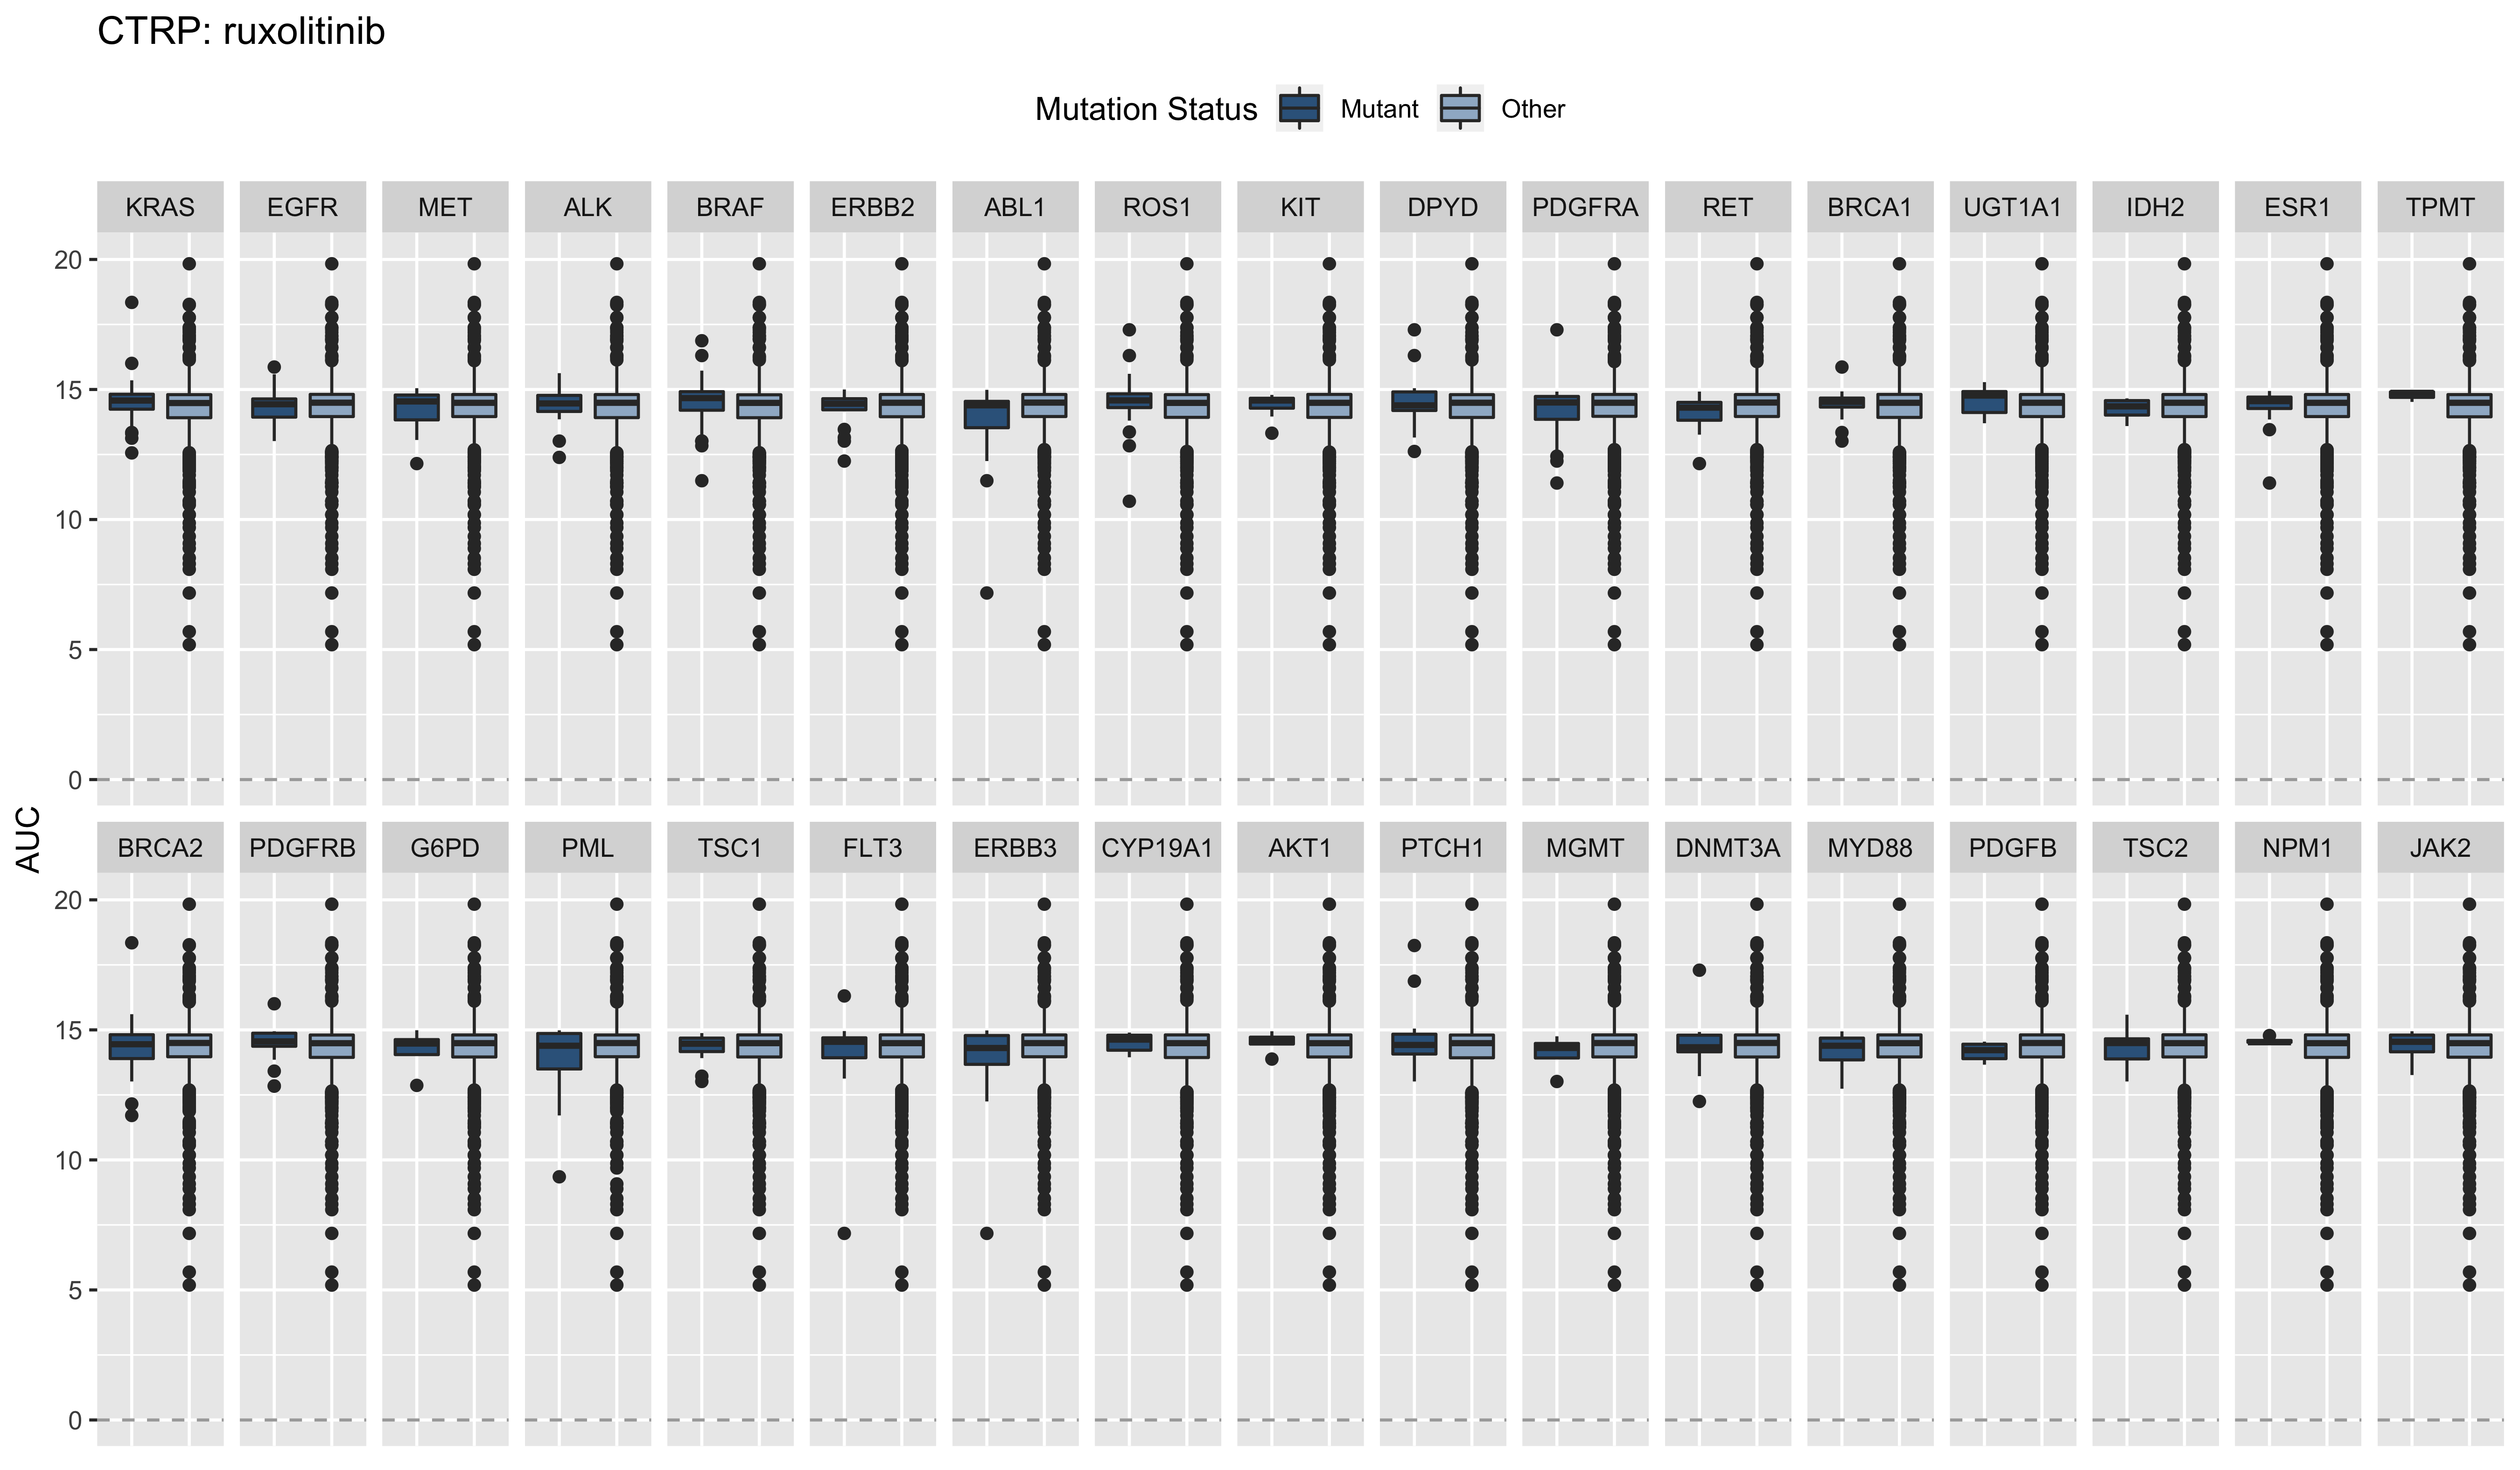 CTRP: ruxolitinib
Mutation Status Mutant Other
KRAS EGFR MET ALK BRAF ERBB2 ABL1 ROS1 KIT DPYD PDGFRA RET BRCA1 UGT1A1 IDH2 ESR1 TPMT
20
15
10
5
0
AUC
BRCA2 PDGFRB G6PD PML TSC1 FLT3 ERBB3 CYP19A1 AKT1 PTCH1 MGMT DNMT3A MYD88 PDGFB TSC2 NPM1 JAK2
20
15
10
5
0